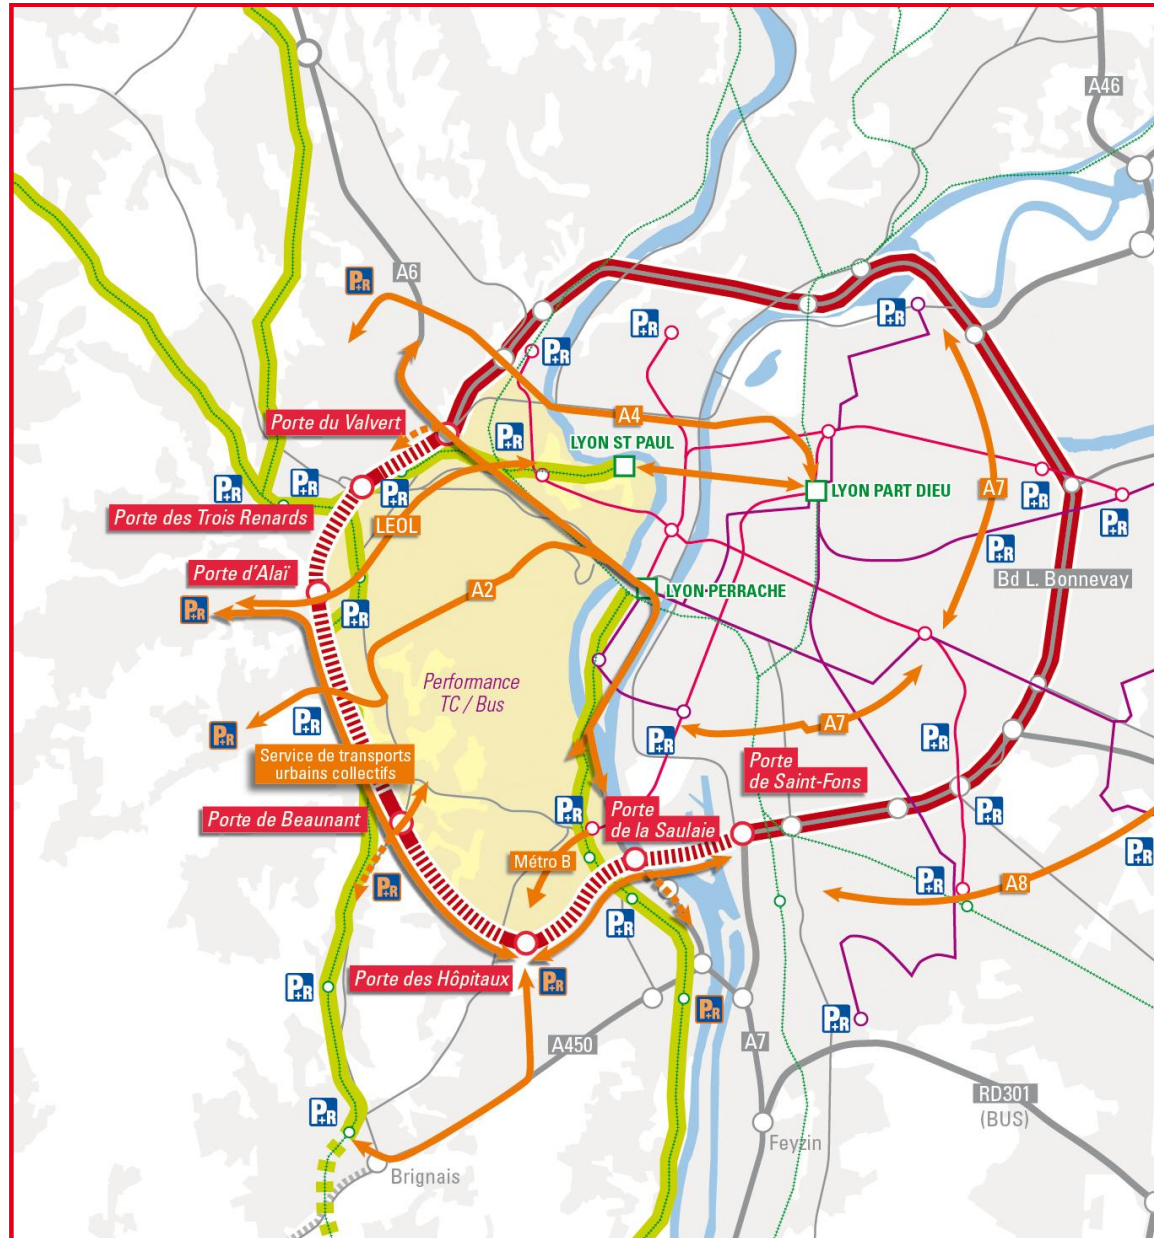 A46
P+R
A6
P+R
P+R
P+R
A4
Porte du Valvert
P+R
LYON ST PAUL
P+R
P+R
LYON PART DIEU
A7
P+R
P+R
Porte des Trois Renards
LEOL
P+R
Porte d'Alaï
Bd L. Bonnevay
A2
LYON-PERRACHE
P+R
P+R
Performance
TC / Bus
P+R
P+R
A7
P+R
P+R
Service de transports
urbains collectifs
Porte
de Saint-Fons
P+R
Porte de Beaunant
P+R
Porte
de la Saulaie
P+R
Métro B
P+R
P+R
A8
P+R
Porte des Hôpitaux
P+R
P+R
P+R
P+R
A450
A7
RD301
(BUS)
P+R
Feyzin
Brignais